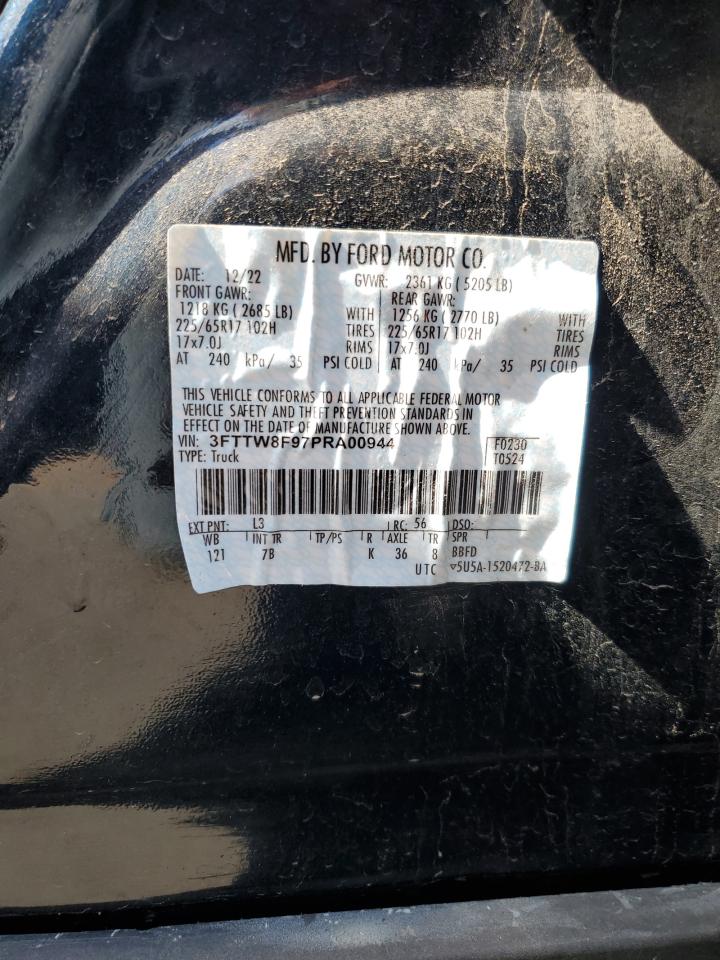 MFD. BY FORD MOTOR CO.
DATE: 12/22 GVWR: 2361 KG ( 5205 LB)
FRONT GAWR: REAR GAWR:
1218 KG ( 2685 LB) WITH 1256 KG ( 2770 LB) WITH
225/65R17 102H TIRES 225/65R17 102H TIRES
17x7.0J RIMS 17x7.0J RIMS
AT 240 kPa/ 35 PSI COLD AT 240 kPa/ 35 PSI COLD
THIS VEHICLE CONFORMS TO ALL APPLICABLE FEDERAL MOTOR
VEHICLE SAFETY AND THEFT PREVENTION STANDARDS IN
EFFECT ON THE DATE OF MANUFACTURE SHOWN ABOVE.
VIN: 3FTTW8F97PRA00944 F0230
TYPE: Truck T0524
EXT PNT: L3 RC: 56 DSO:
WB INT TR TP/PS R AXLE TR SPR
121 7B K 36 8 BBFD
UTC ▽5U5A-1520472-BA